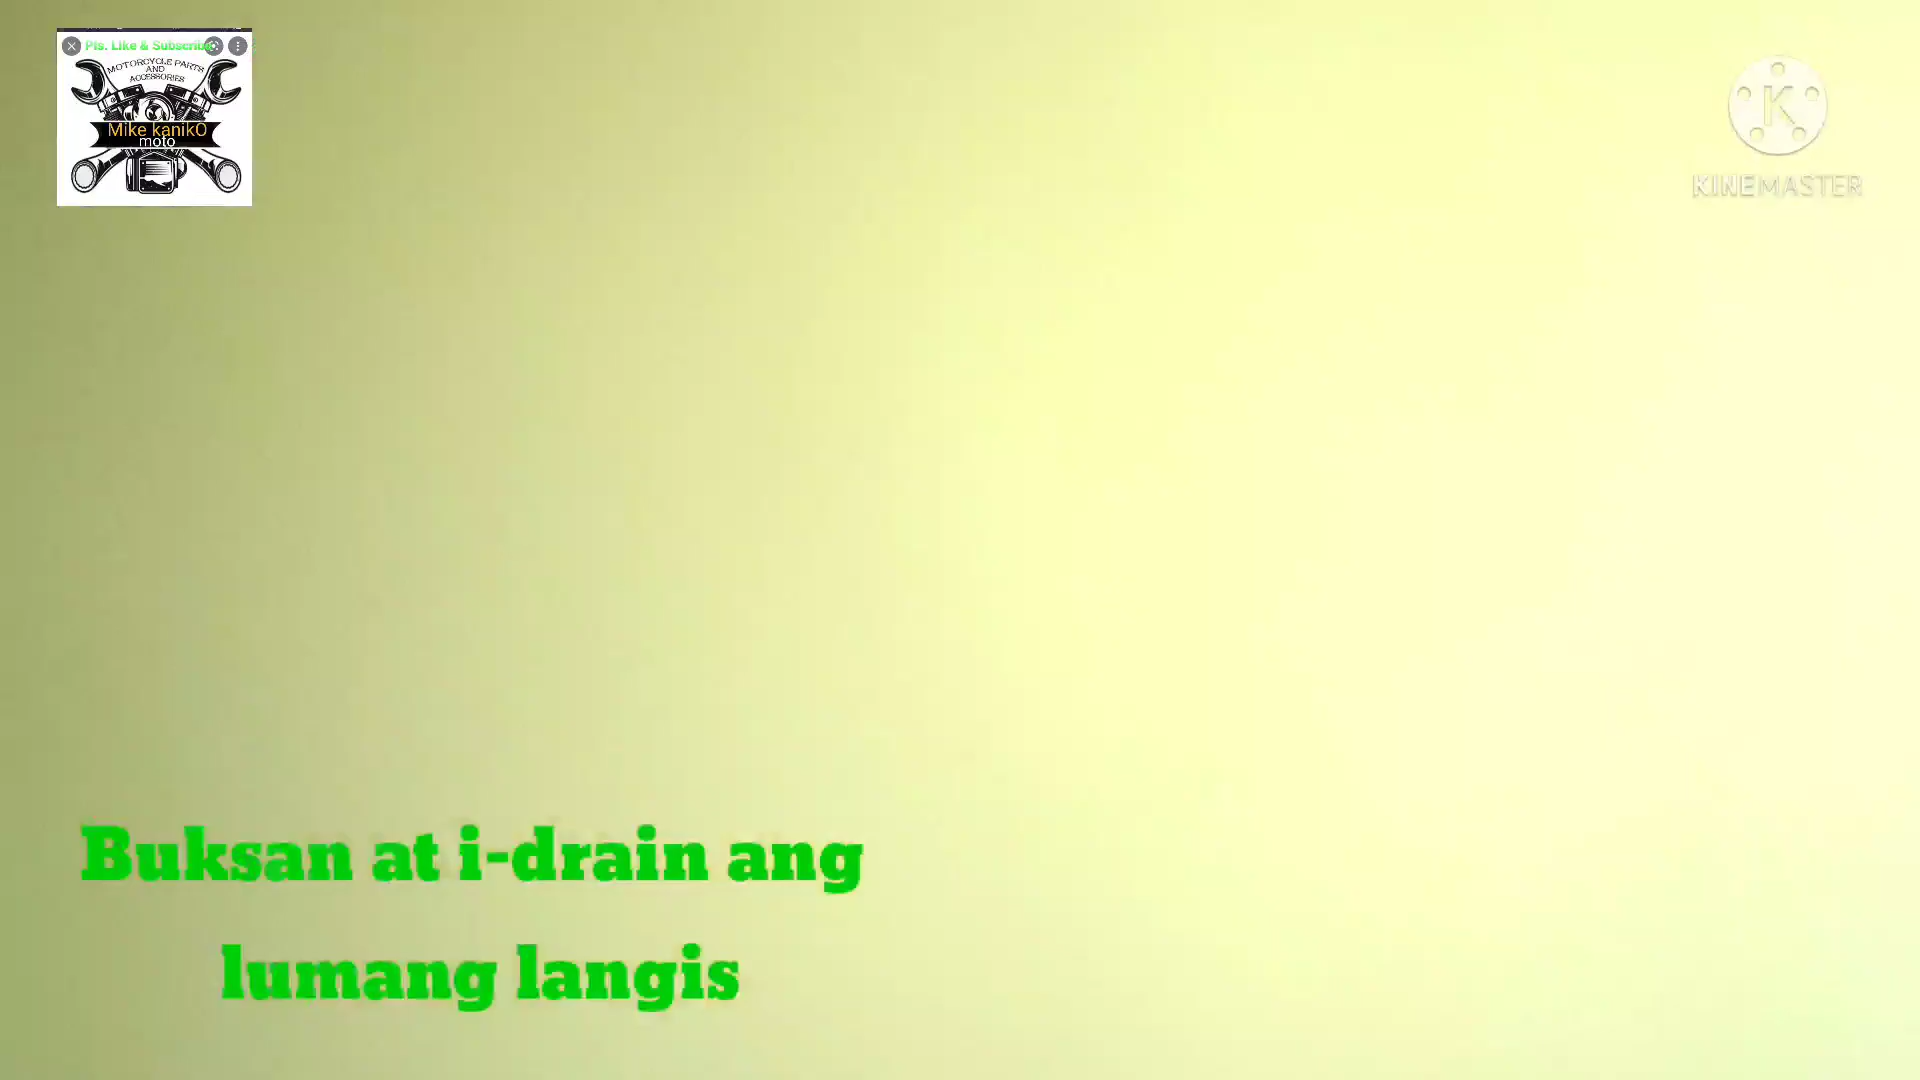 Pls. Like & Subscribe
MOTORCYCLE PARTS
AND
ACCESSORIES
Mike kanikO
moto
K
KINEMASTER
Buksan at i-drain ang
lumang langis